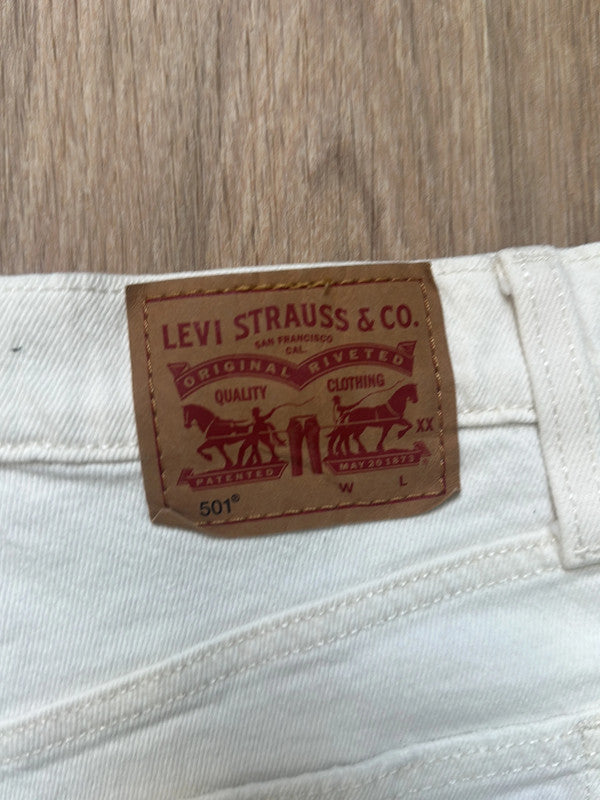 LEVI STRAUSS & CO.
SAN FRANCISCO
CAL.
ORIGINAL RIVETED
QUALITY CLOTHING
XX
PATENTED MAY 20 1873
W L
501®